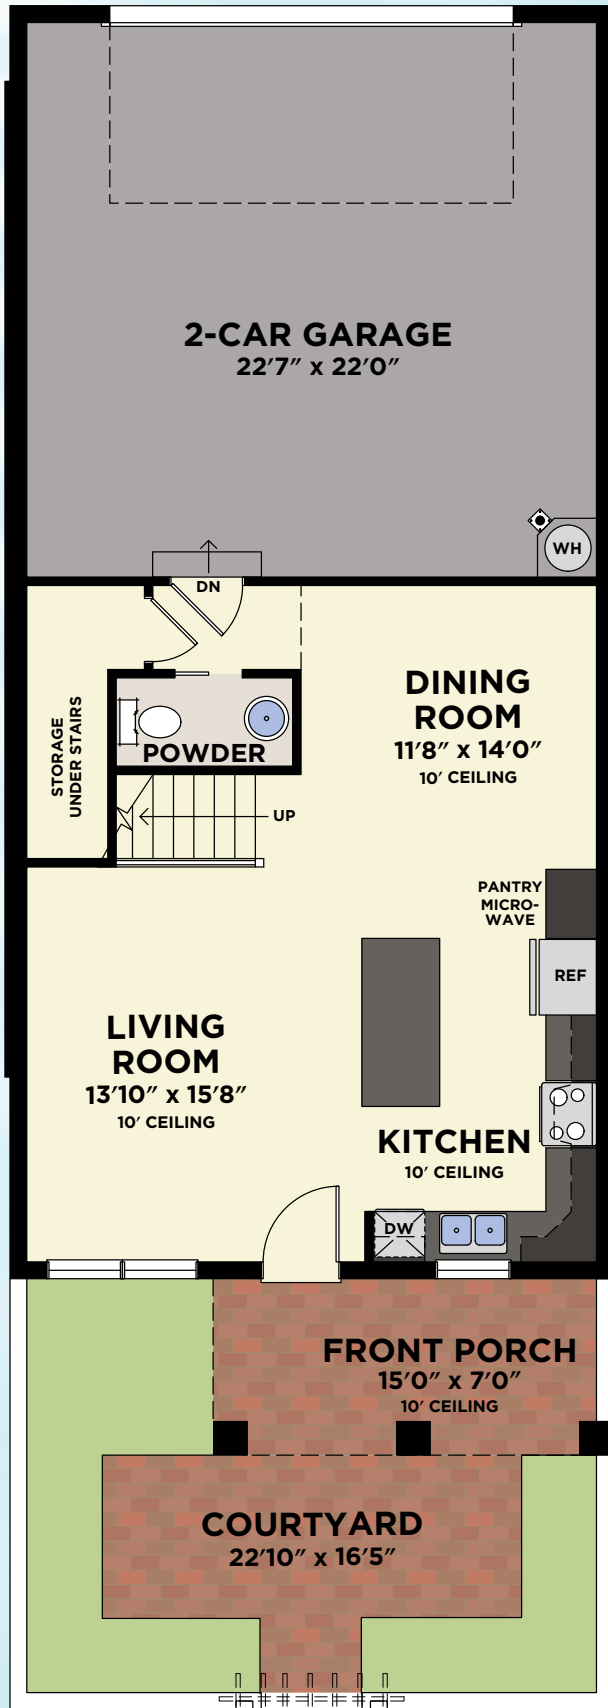 2-CAR GARAGE
22'7" x 22'0"
WH
DN
DINING
ROOM
11'8" x 14'0"
10' CEILING
STORAGE
UNDER STAIRS
POWDER
UP
PANTRY
MICRO-
WAVE
REF
LIVING
ROOM
13'10" x 15'8"
10' CEILING
KITCHEN
10' CEILING
DW
FRONT PORCH
15'0" x 7'0"
10' CEILING
COURTYARD
22'10" x 16'5"